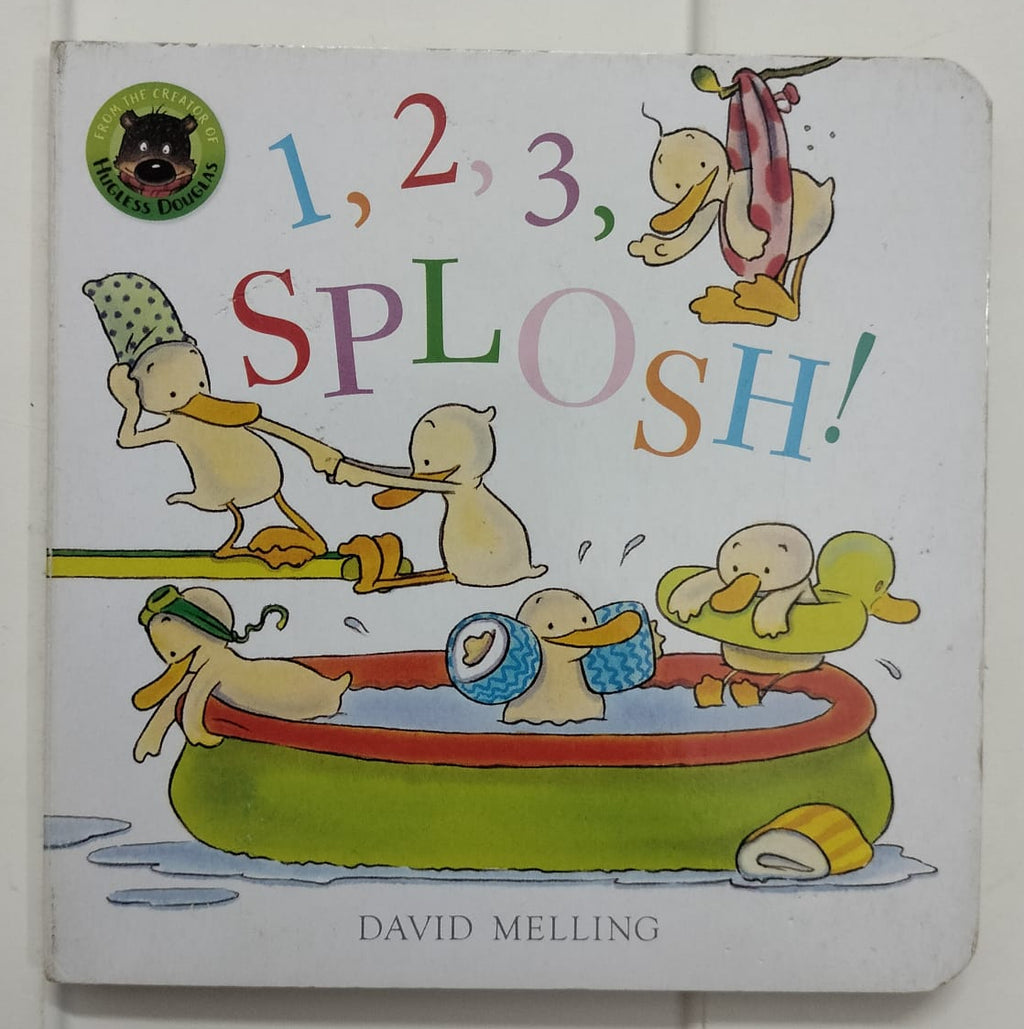 FROM THE CREATOR OF
HUGLESS DOUGLAS
1, 2, 3,
SPLOSH!
DAVID MELLING